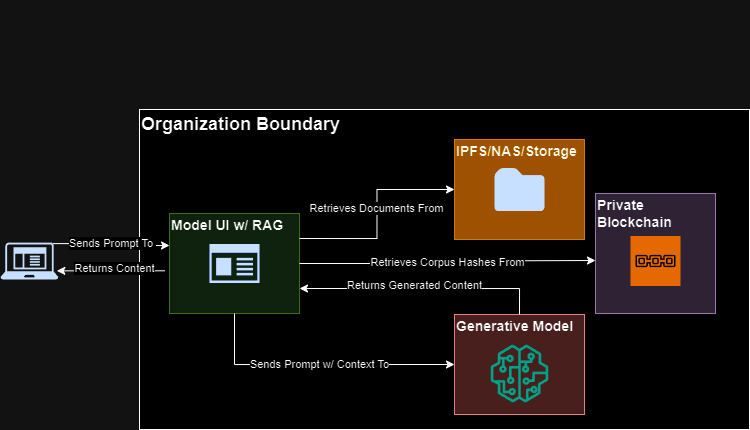 Organization Boundary
IPFS/NAS/Storage
Retrieves Documents From
Private
Blockchain
Model UI w/ RAG
Sends Prompt To
Returns Content
Retrieves Corpus Hashes From
Returns Generated Content
Generative Model
Sends Prompt w/ Context To